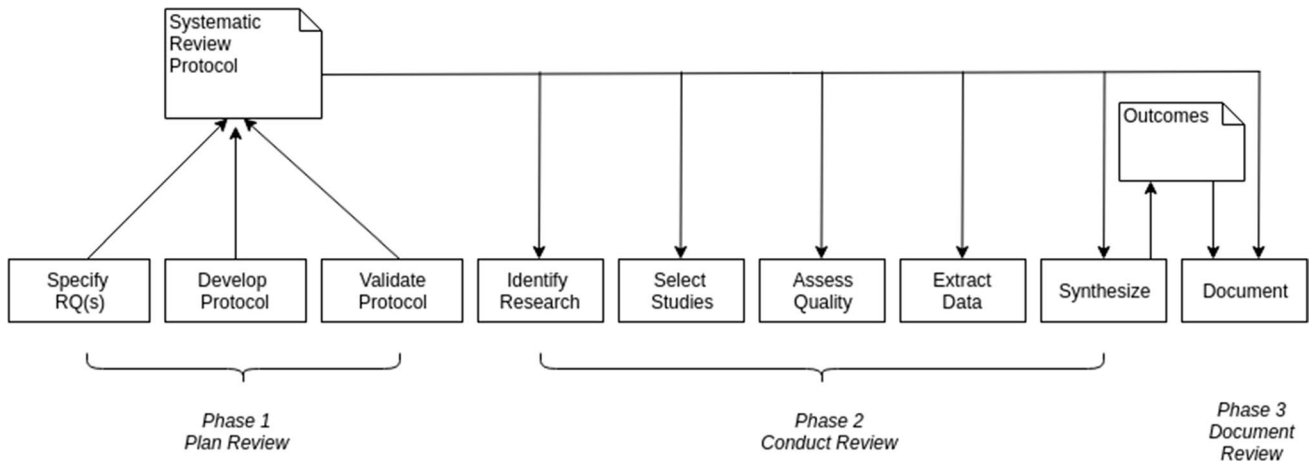 Systematic
Review
Protocol
Outcomes
Specify
RQ(s)
Develop
Protocol
Validate
Protocol
Identify
Research
Select
Studies
Assess
Quality
Extract
Data
Synthesize
Document
Phase 1
Plan Review
Phase 2
Conduct Review
Phase 3
Document
Review